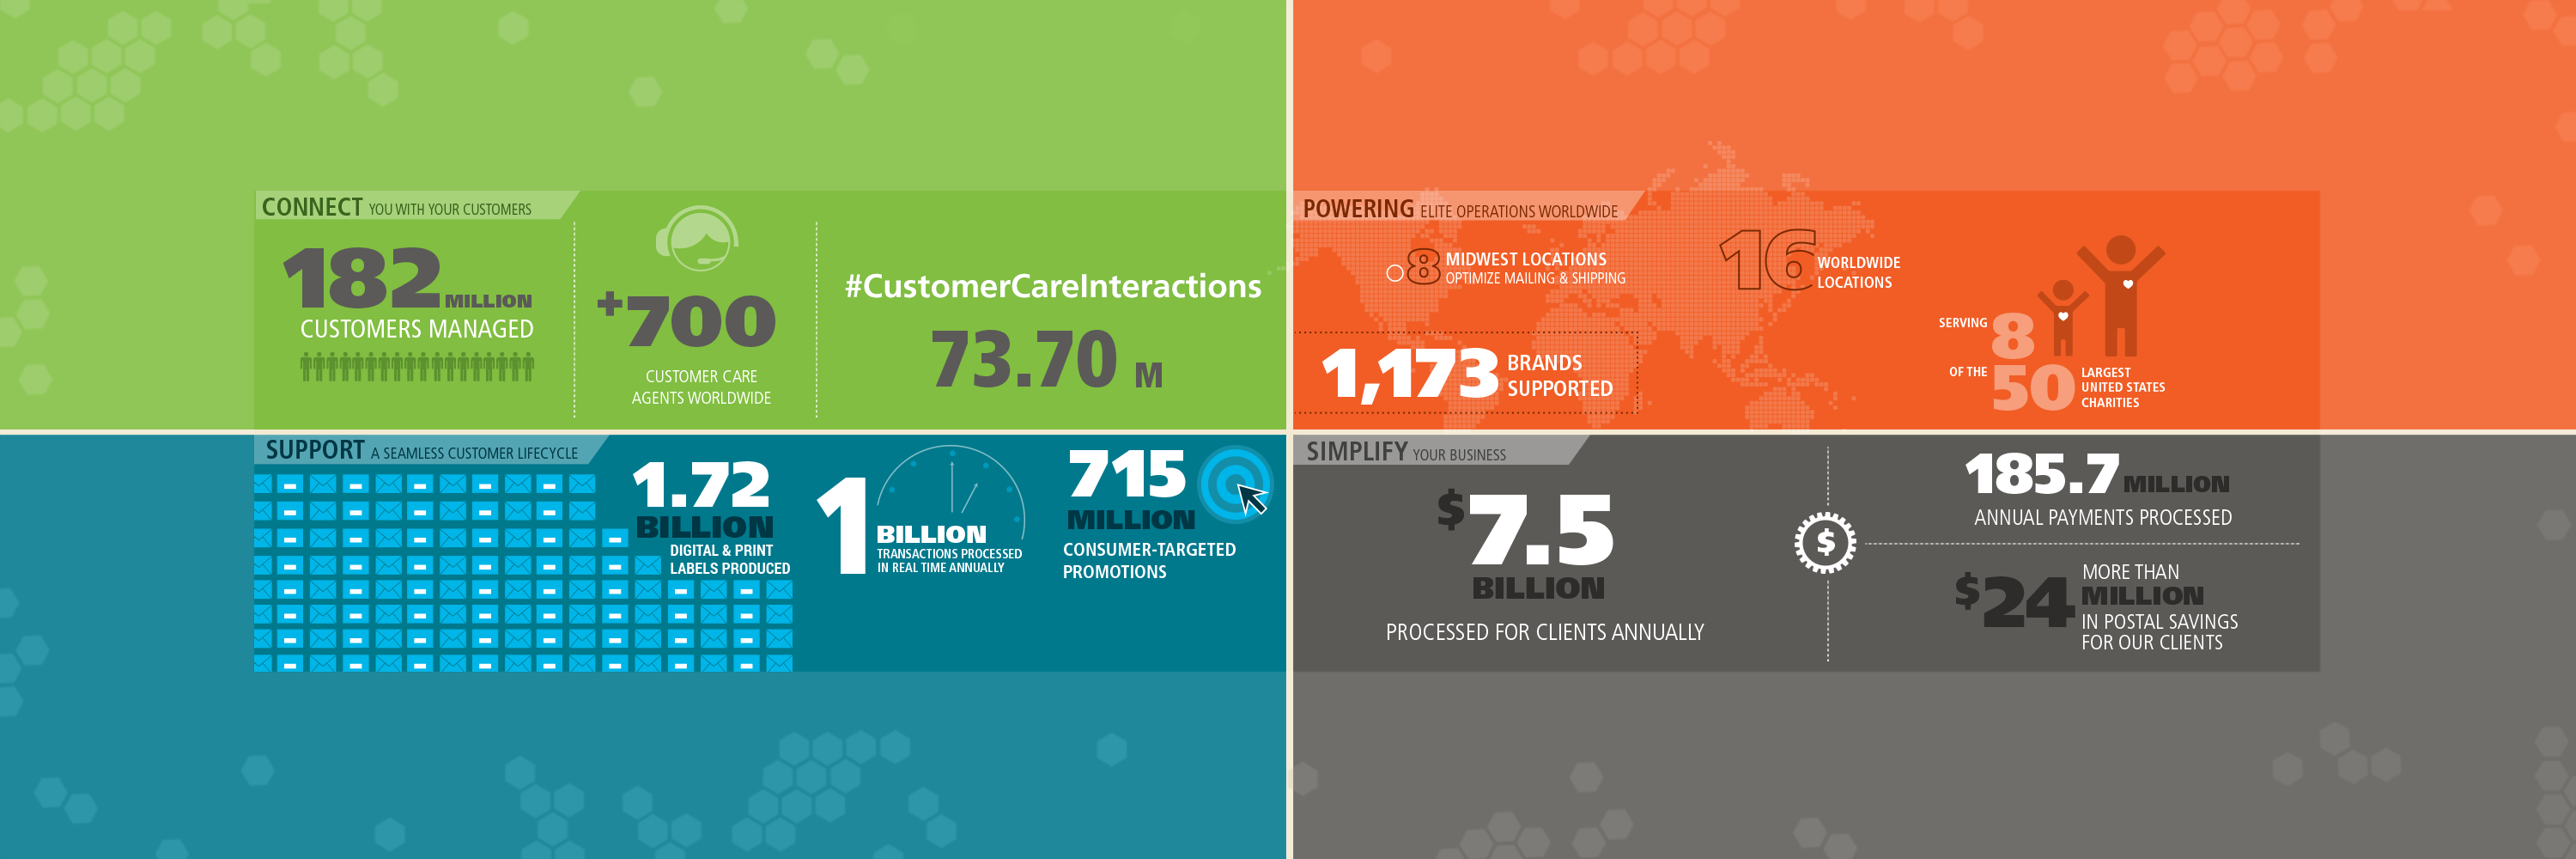 CONNECT YOU WITH YOUR CUSTOMERS
182 MILLION
CUSTOMERS MANAGED
+700
CUSTOMER CARE
AGENTS WORLDWIDE
#CustomerCareInteractions
73.70 M
POWERING ELITE OPERATIONS WORLDWIDE
8 MIDWEST LOCATIONS
OPTIMIZE MAILING & SHIPPING
16 WORLDWIDE
LOCATIONS
1,173 BRANDS
SUPPORTED
SERVING 8
OF THE 50 LARGEST
UNITED STATES
CHARITIES
SUPPORT A SEAMLESS CUSTOMER LIFECYCLE
1.72
BILLION
DIGITAL & PRINT
LABELS PRODUCED
1 BILLION
TRANSACTIONS PROCESSED
IN REAL TIME ANNUALLY
715
MILLION
CONSUMER-TARGETED
PROMOTIONS
SIMPLIFY YOUR BUSINESS
$7.5
BILLION
PROCESSED FOR CLIENTS ANNUALLY
$
185.7 MILLION
ANNUAL PAYMENTS PROCESSED
MORE THAN
$24 MILLION
IN POSTAL SAVINGS
FOR OUR CLIENTS